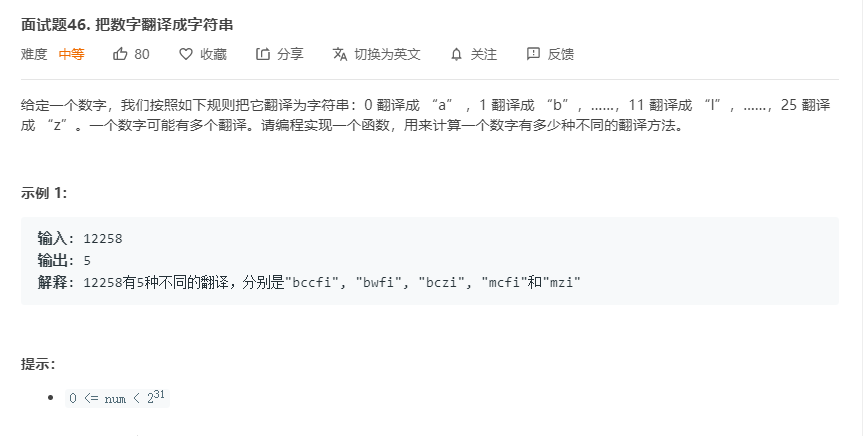 面试题46. 把数字翻译成字符串
难度 中等 80 收藏 分享 切换为英文 关注 反馈
给定一个数字，我们按照如下规则把它翻译为字符串：0 翻译成 “a” ，1 翻译成 “b”，……，11 翻译成 “l”，……，25 翻译
成 “z”。一个数字可能有多个翻译。请编程实现一个函数，用来计算一个数字有多少种不同的翻译方法。
示例 1:
输入: 12258
输出: 5
解释: 12258有5种不同的翻译，分别是"bccfi", "bwfi", "bczi", "mcfi"和"mzi"
提示：
• 0 <= num < 2³¹